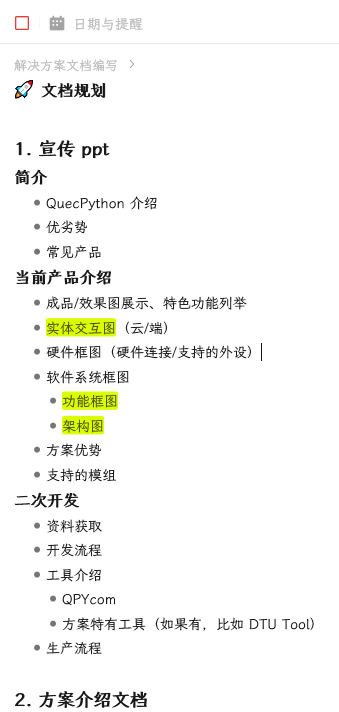 日期与提醒
解决方案文档编写
文档规划
1. 宣传 ppt
简介
QuecPython 介绍
优劣势
常见产品
当前产品介绍
成品/效果图展示、特色功能列举
实体交互图（云/端）
硬件框图（硬件连接/支持的外设）
软件系统框图
功能框图
架构图
方案优势
支持的模组
二次开发
资料获取
开发流程
工具介绍
QPYcom
方案特有工具（如果有，比如 DTU Tool）
生产流程
2. 方案介绍文档